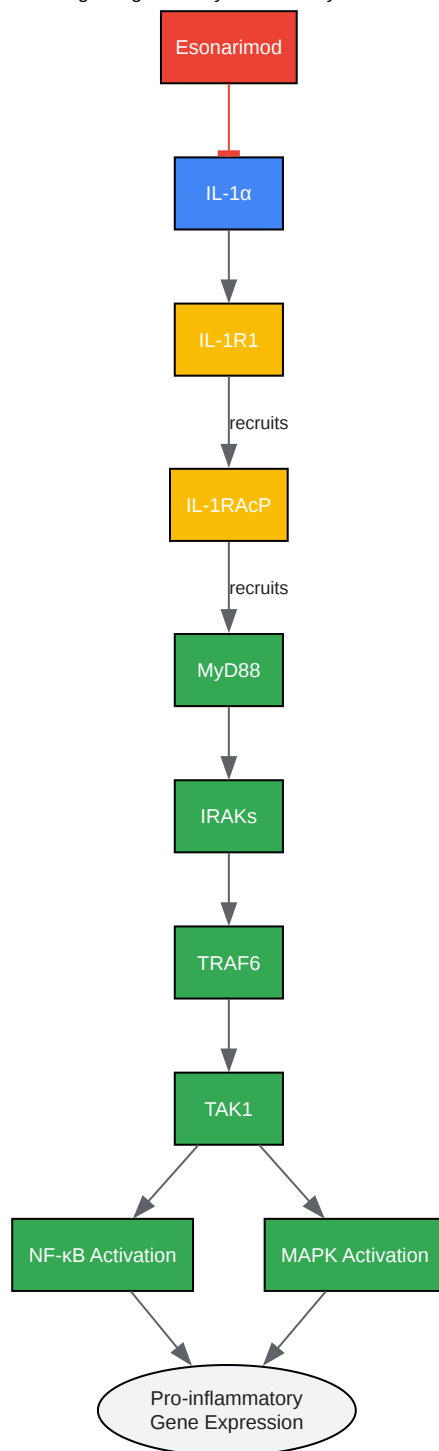 Esonarimod
IL-1α
IL-1R1
recruits
IL-1RAcP
recruits
MyD88
IRAKs
TRAF6
TAK1
NF-κB Activation
MAPK Activation
Pro-inflammatory
Gene Expression